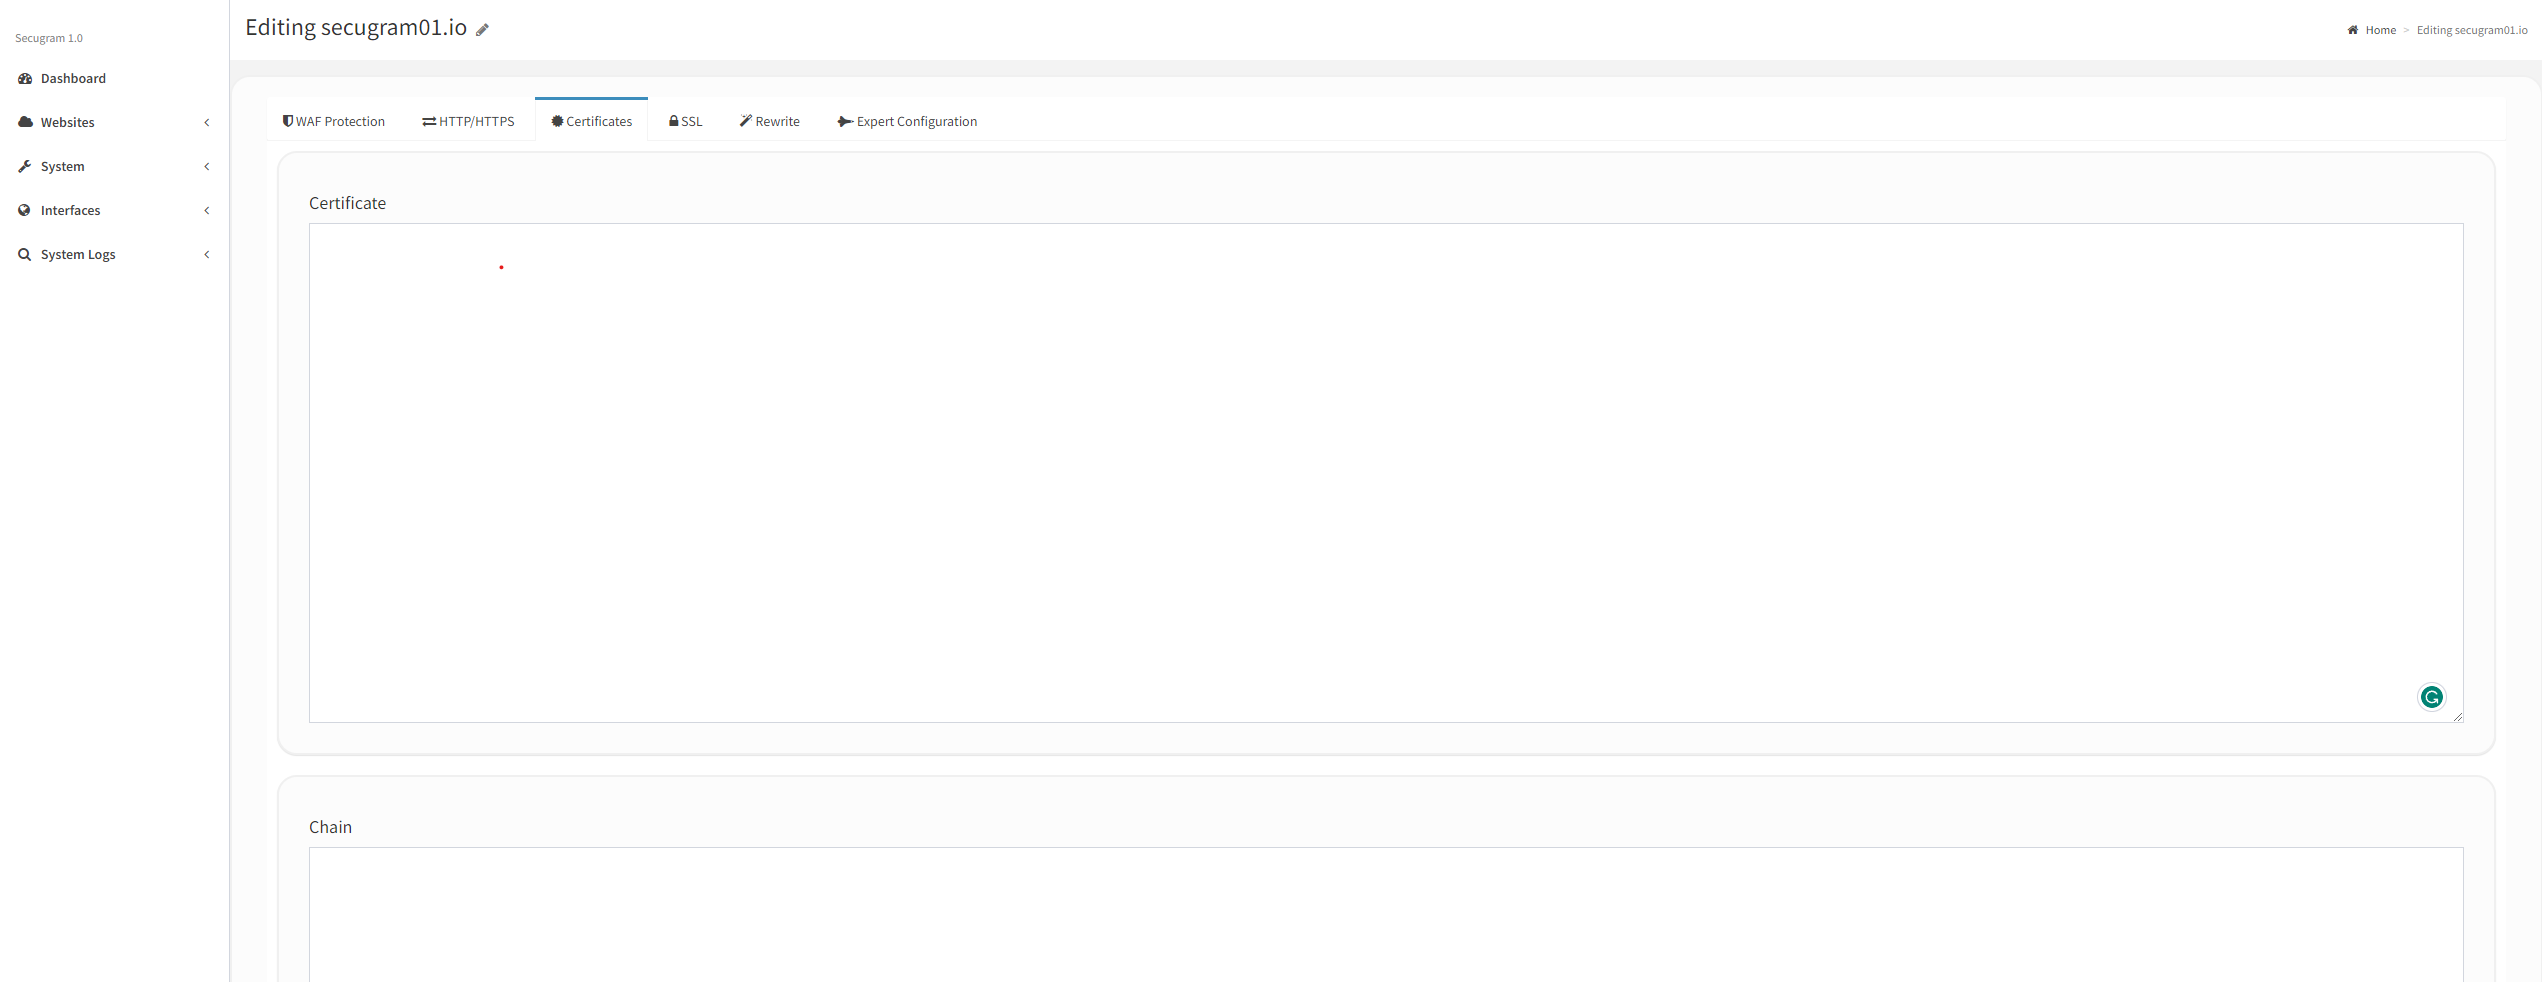 Secugram 1.0
Dashboard
Websites
System
Interfaces
System Logs
Editing secugram01.io
Home > Editing secugram01.io
WAF Protection
HTTP/HTTPS
Certificates
SSL
Rewrite
Expert Configuration
Certificate
Chain